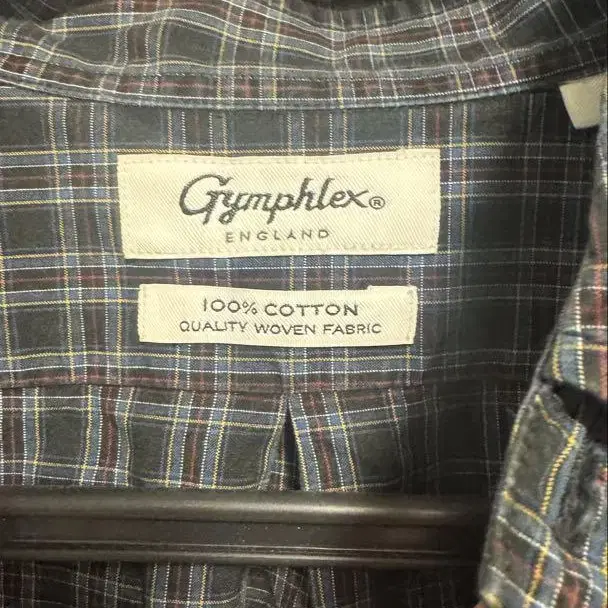 Gymphlex®
ENGLAND
100% COTTON
QUALITY WOVEN FABRIC